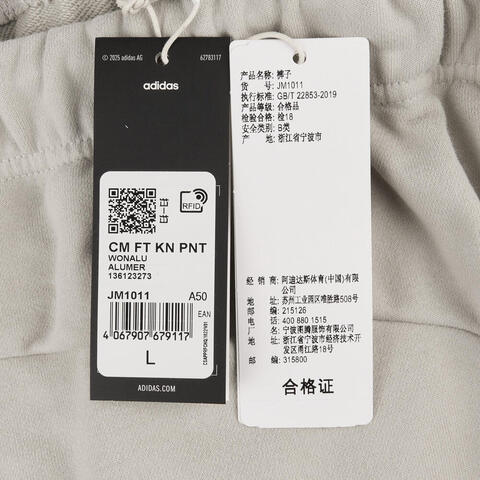 © 2025 adidas AG
62783117
adidas
RFID
CM FT KN PNT
WONALU
ALUMER
136123273
JM1011 A50
EAN
4 067907 679117
L
ADIDAS.COM
产品名称: 裤子
货 号: JM1011
执行标准: GB/T 22853-2019
产品等级: 合格品
检验合格: 检18
安全类别: B类
产 地: 浙江省宁波市
经 销 商: 阿迪达斯体育(中国)有限
公司
地 址: 苏州工业园区唯胜路508号
邮 编: 215126
电 话: 400 880 1515
厂 名: 宁波图腾服饰有限公司
地 址: 浙江省宁波市经济技术开
发区甬江路18号
邮 编: 315800
合格证